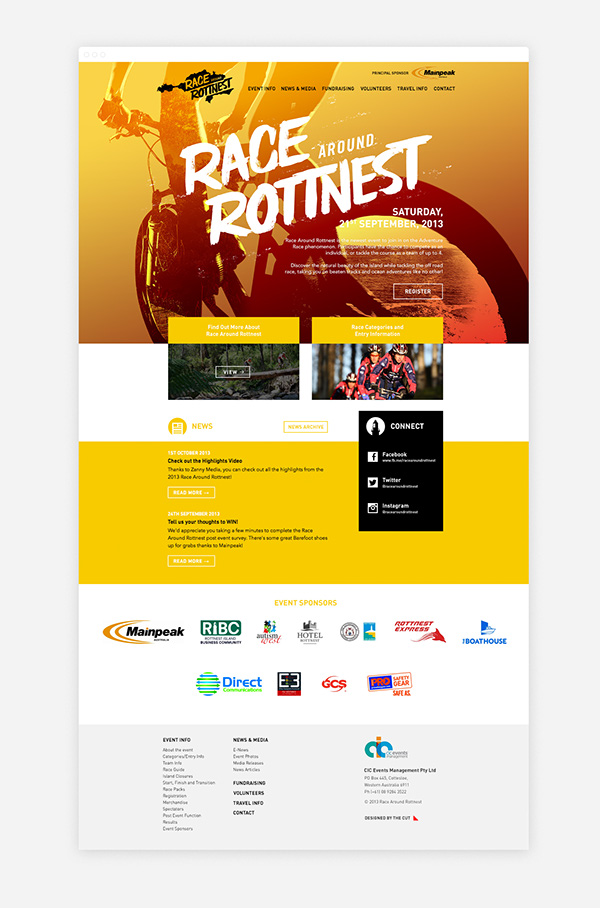 PRINCIPAL SPONSOR Mainpeak
RACE AROUND ROTTNEST
EVENT INFO NEWS & MEDIA FUNDRAISING VOLUNTEERS TRAVEL INFO CONTACT
RACE AROUND
ROTTNEST
SATURDAY,
21ST SEPTEMBER, 2013
Race Around Rottnest is the newest event to join in on the Adventure
Race phenomenon. Participants have the chance to compete as an
individual, or tackle the course as a team of up to 4.
Discover the natural beauty of the island while tackling the off road
race, taking you on beaten tracks and ocean adventures like no other!
REGISTER
Find Out More About
Race Around Rottnest
Race Categories and
Entry Information
VIEW →
NEWS
NEWS ARCHIVE
CONNECT
1ST OCTOBER 2013
Check out the Highlights Video
Thanks to Zenny Media, you can check out all the highlights from the
2013 Race Around Rottnest!
READ MORE →
Facebook
www.fb.me/racearoundrottnest
Twitter
@racearoundrottnest
Instagram
@racearoundrottnest
24TH SEPTEMBER 2013
Tell us your thoughts to WIN!
We'd appreciate you taking a few minutes to complete the Race
Around Rottnest post event survey. There's some great Barefoot shoes
up for grabs thanks to Mainpeak!
READ MORE →
EVENT SPONSORS
Mainpeak
AUSTRALIA
RiBC
ROTTNEST ISLAND
BUSINESS COMMUNITY
autism
west
HOTEL
ROTTNEST
ROTTNEST
EXPRESS
THE BOATHOUSE
Direct
Communications
E3
GCS
PRO SAFETY
GEAR
SAFE AS.
EVENT INFO
About the event
Categories/Entry Info
Team Info
Race Guide
Island Closures
Start, Finish and Transition
Race Packs
Registration
Merchandise
Spectators
Post Event Function
Results
Event Sponsors
NEWS & MEDIA
E-News
Event Photos
Media Releases
News Articles
FUNDRAISING
VOLUNTEERS
TRAVEL INFO
CONTACT
cic events
management
CIC Events Management Pty Ltd
PO Box 445, Cottesloe,
Western Australia 6911
Ph (+61) 08 9284 3022
© 2013 Race Around Rottnest
DESIGNED BY THE CUT